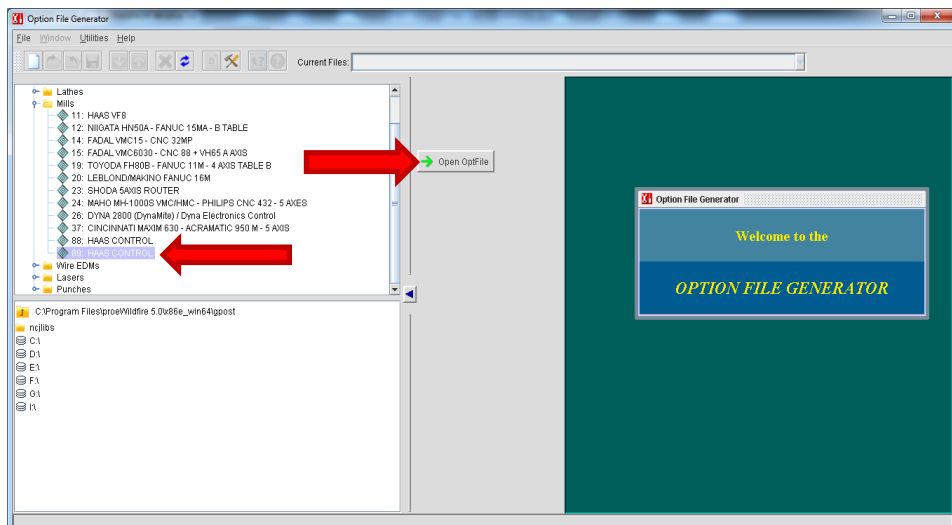 Option File Generator
File Window Utilities Help
Current Files:
Lathes
Mills
11: HAAS VF8
12: NIIGATA HN50A - FANUC 15MA - B TABLE
14: FADAL VMC15 - CNC 32MP
15: FADAL VMC6030 - CNC 88 + VH65 A AXIS
19: TOYODA FH80B - FANUC 11M - 4 AXIS TABLE B
20: LEBLOND/MAKINO FANUC 16M
23: SHODA 5AXIS ROUTER
24: MAHO MH-1000S VMC/HMC - PHILIPS CNC 432 - 5 AXES
26: DYNA 2800 (DynaMite) / Dyna Electronics Control
37: CINCINNATI MAXIM 630 - ACRAMATIC 950 M - 5 AXIS
88: HAAS CONTROL
89: HAAS CONTROL
Wire EDMs
Lasers
Punches
Open OptFile
C:\Program Files\proeWildfire 5.0\x86e_win64\gpost
ncjlibs
C:\
D:\
E:\
F:\
G:\
I:\
Option File Generator
Welcome to the
OPTION FILE GENERATOR